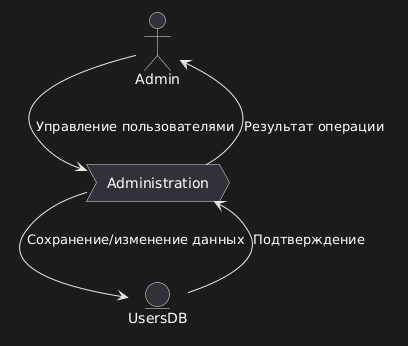 Admin
Управление пользователями
Результат операции
Administration
Сохранение/изменение данных
Подтверждение
UsersDB